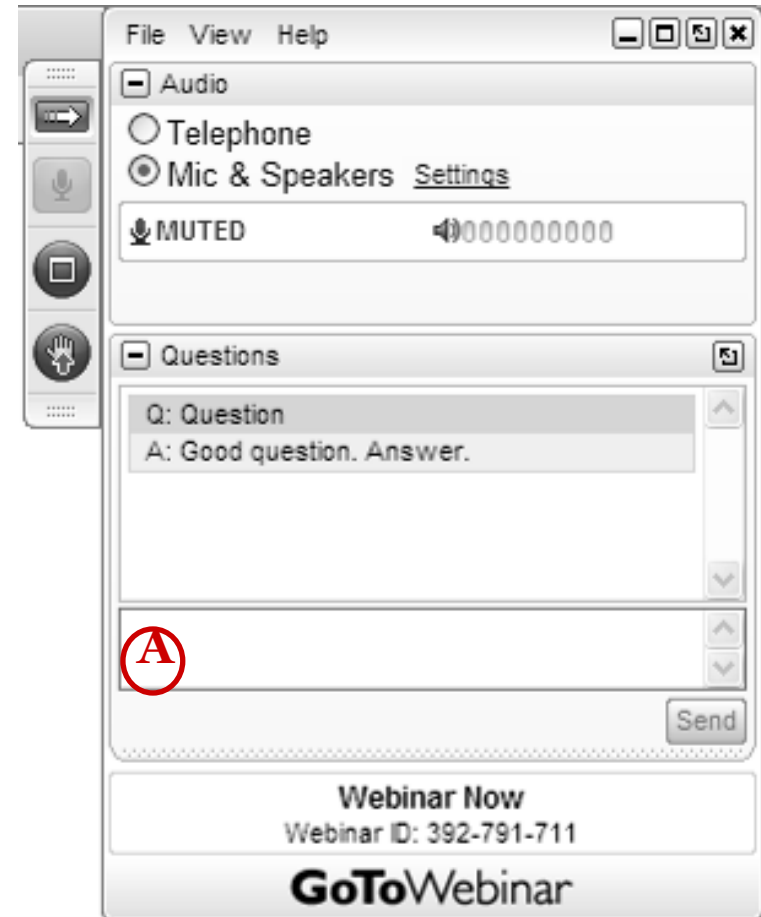 File View Help
Audio
Telephone
Mic & Speakers Settings
MUTED 000000000
Questions
Q: Question
A: Good question. Answer.
A
Send
Webinar Now
Webinar ID: 392-791-711
GoToWebinar